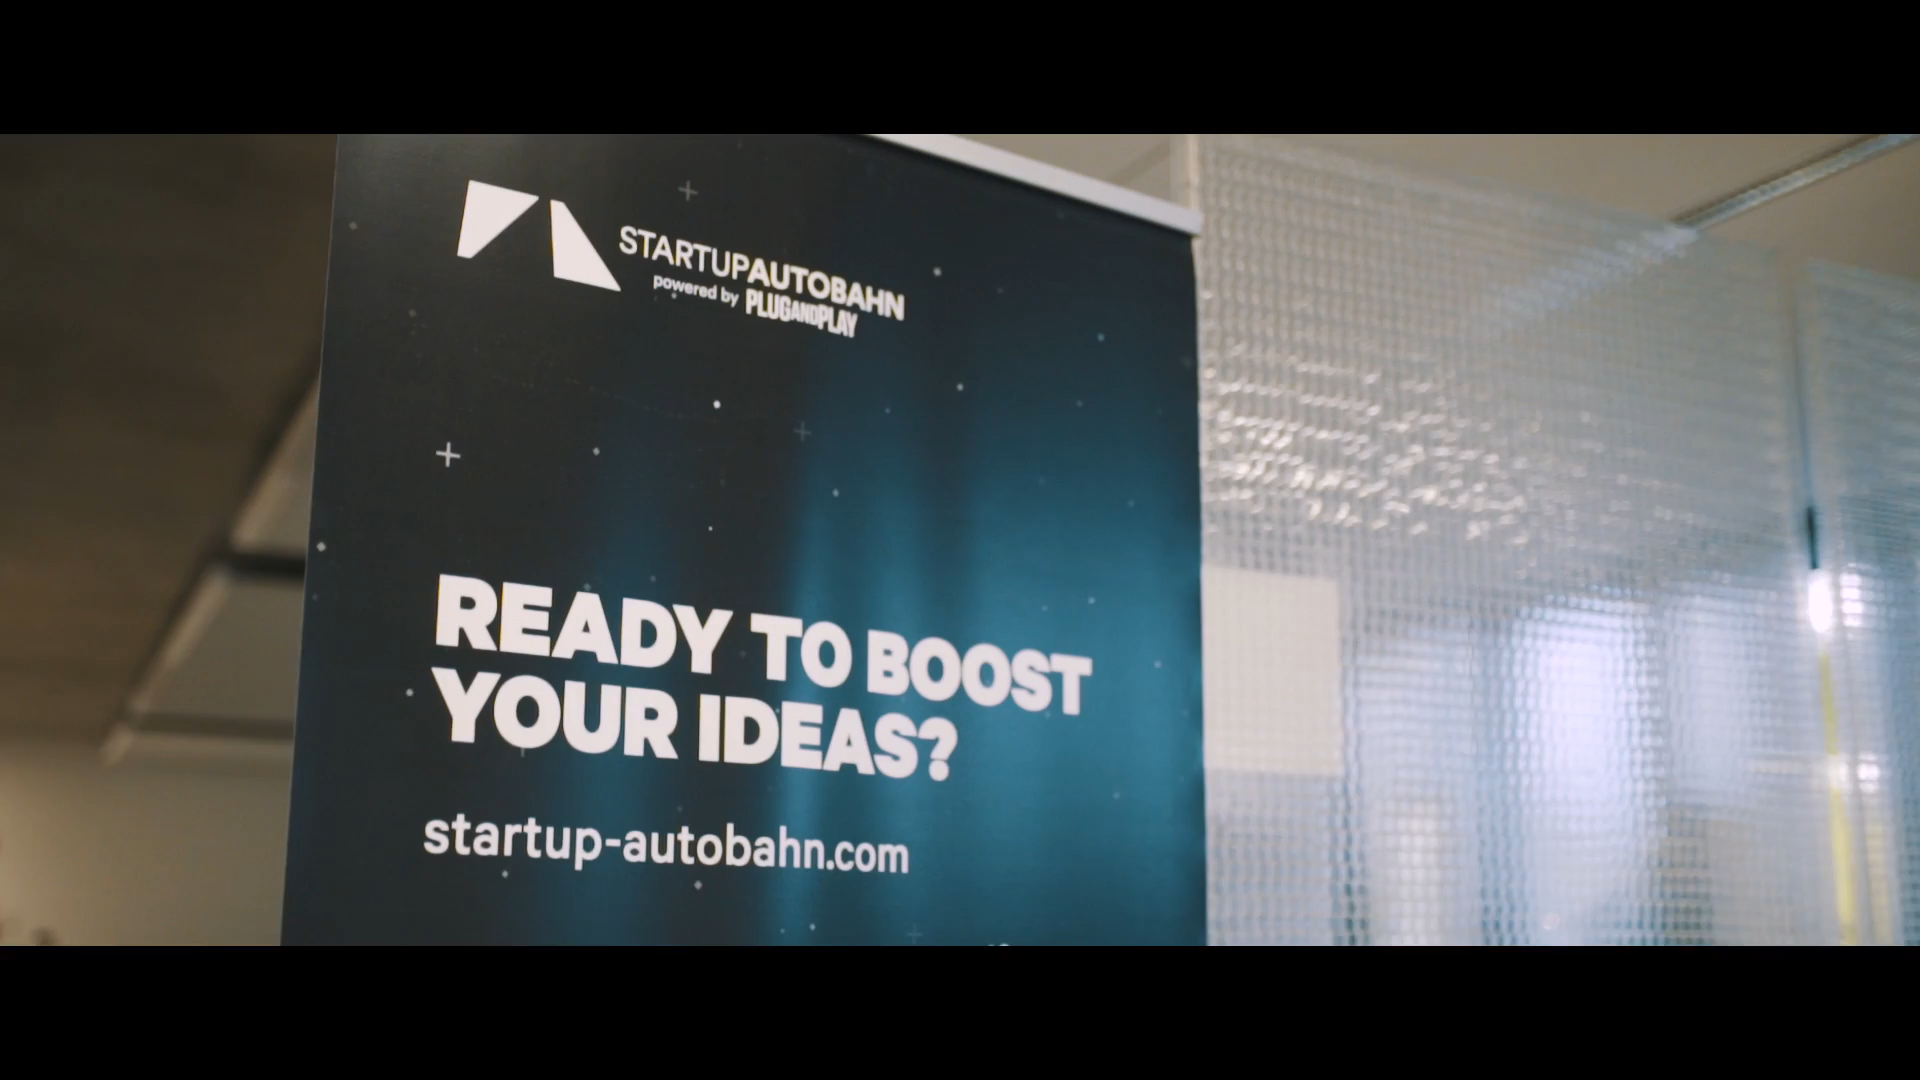 STARTUPAUTOBAHN
powered by PLUGANDPLAY
READY TO BOOST
YOUR IDEAS?
startup-autobahn.com